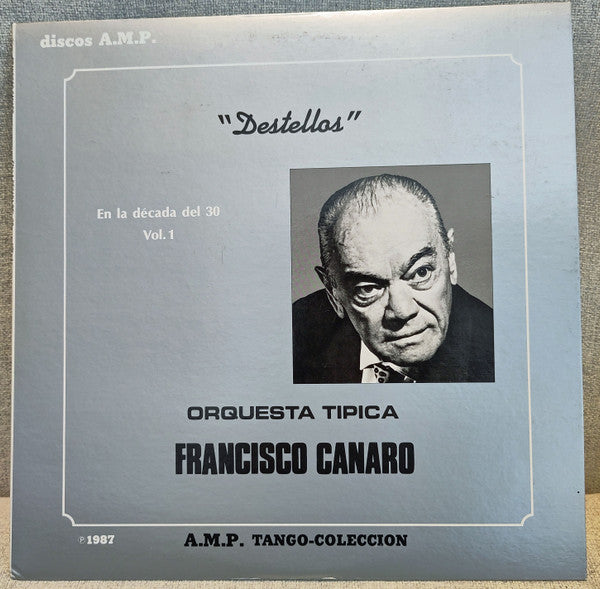 discos A.M.P.
"Destellos"
En la década del 30
Vol. 1
ORQUESTA TIPICA
FRANCISCO CANARO
℗ 1987
A.M.P. TANGO-COLECCION